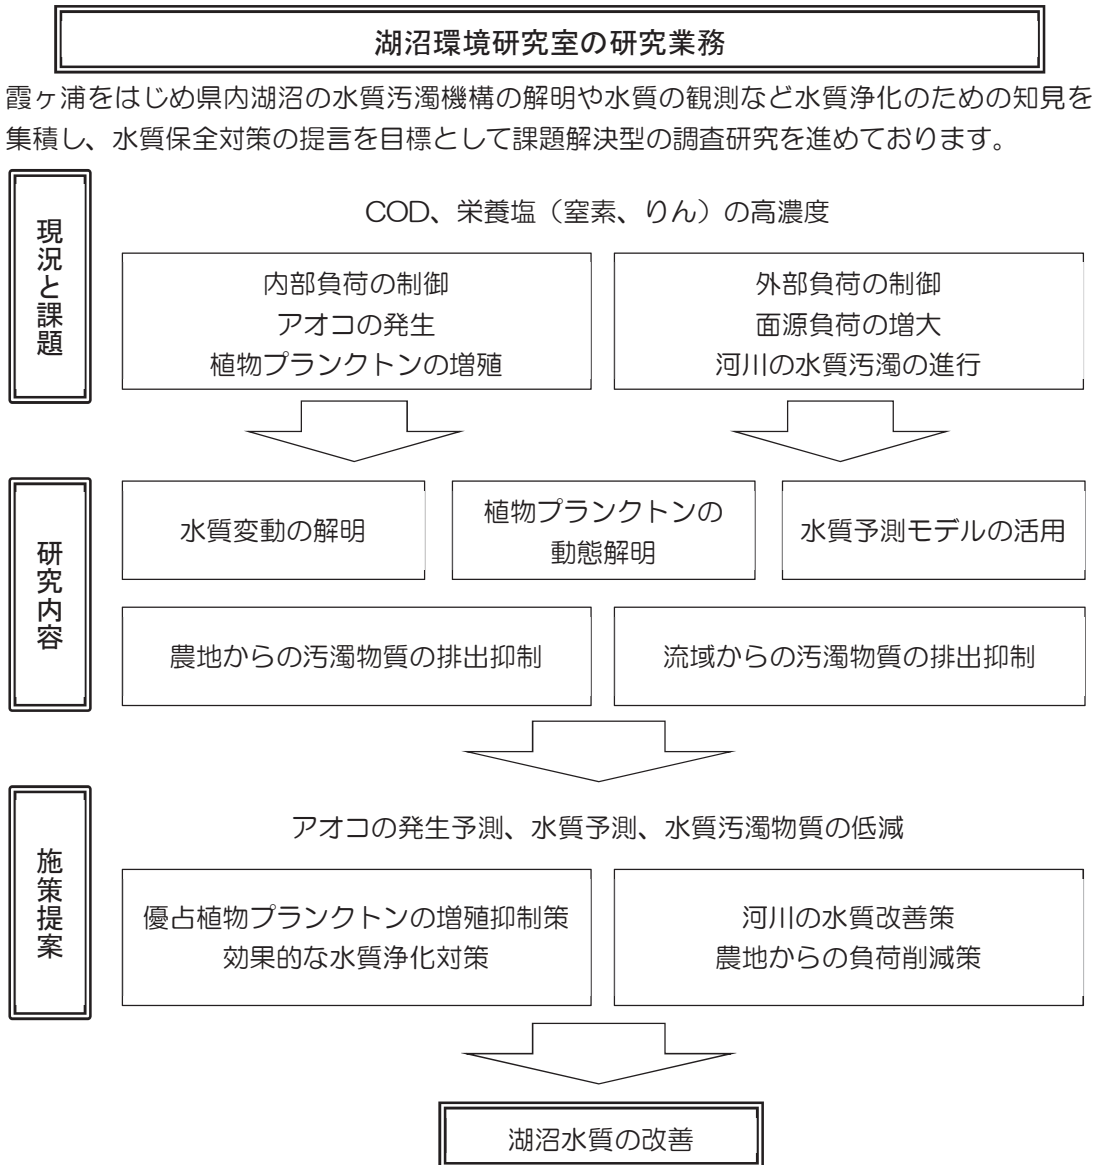 湖沼環境研究室の研究業務
霞ヶ浦をはじめ県内湖沼の水質汚濁機構の解明や水質の観測など水質浄化のための知見を
集積し、水質保全対策の提言を目標として課題解決型の調査研究を進めております。
現況と課題
COD、栄養塩（窒素、りん）の高濃度
内部負荷の制御
アオコの発生
植物プランクトンの増殖
外部負荷の制御
面源負荷の増大
河川の水質汚濁の進行
研究内容
水質変動の解明
植物プランクトンの
動態解明
水質予測モデルの活用
農地からの汚濁物質の排出抑制
流域からの汚濁物質の排出抑制
施策提案
アオコの発生予測、水質予測、水質汚濁物質の低減
優占植物プランクトンの増殖抑制策
効果的な水質浄化対策
河川の水質改善策
農地からの負荷削減策
湖沼水質の改善